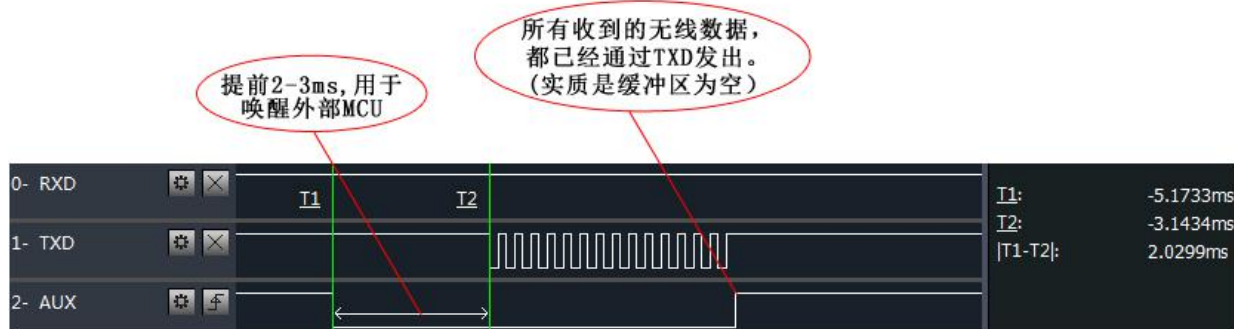 所有收到的无线数据，
都已经通过TXD发出。
(实质是缓冲区为空)
提前2-3ms,用于
唤醒外部MCU
0- RXD
T1
T2
T1: -5.1733ms
T2: -3.1434ms
|T1-T2|: 2.0299ms
1- TXD
2- AUX